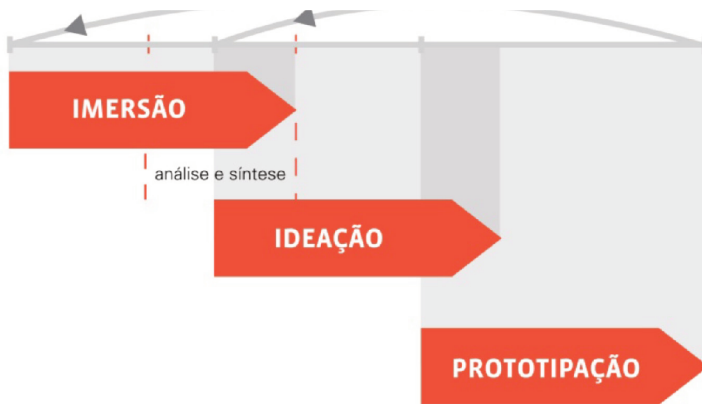 IMERSÃO
análise e síntese
IDEAÇÃO
PROTOTIPAÇÃO